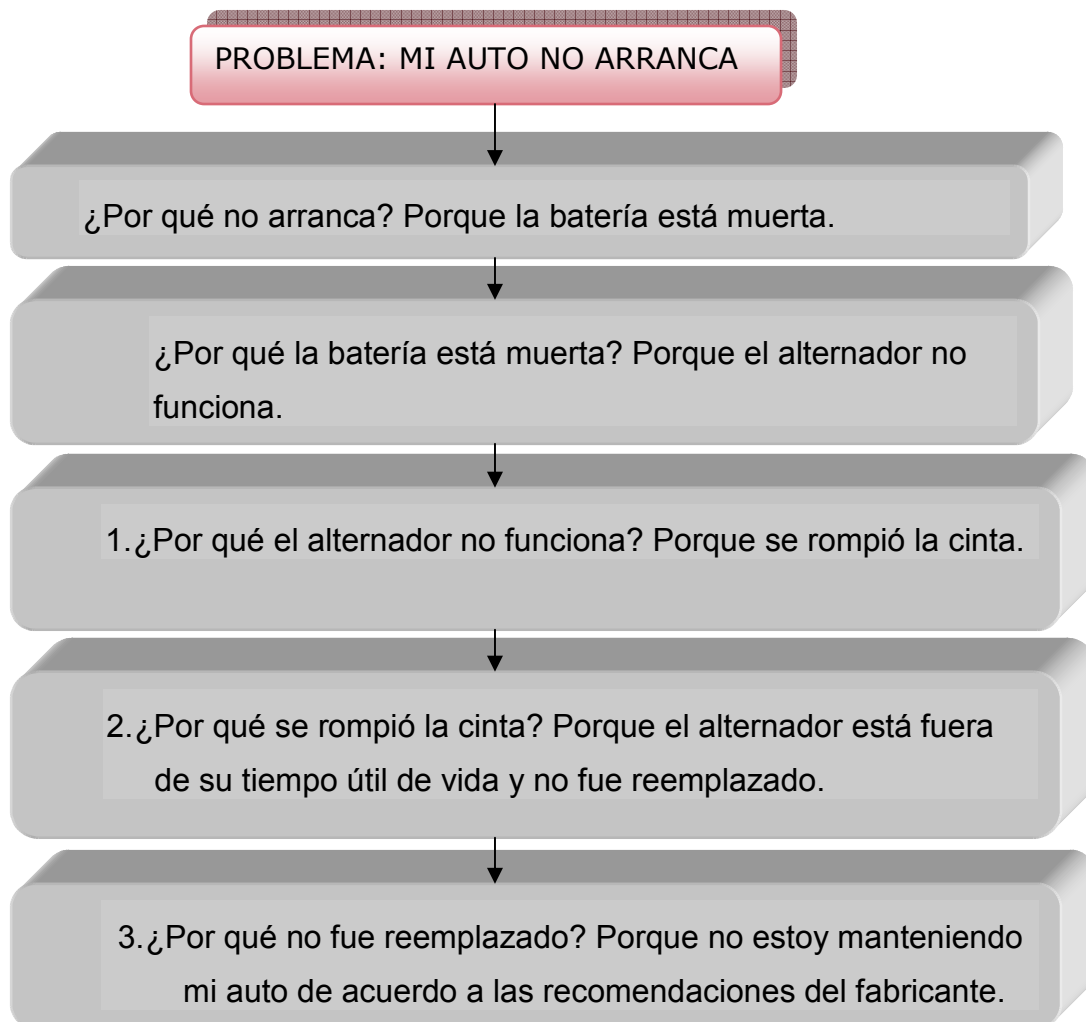 PROBLEMA: MI AUTO NO ARRANCA
¿Por qué no arranca? Porque la batería está muerta.
¿Por qué la batería está muerta? Porque el alternador no
funciona.
1.¿Por qué el alternador no funciona? Porque se rompió la cinta.
2.¿Por qué se rompió la cinta? Porque el alternador está fuera
de su tiempo útil de vida y no fue reemplazado.
3.¿Por qué no fue reemplazado? Porque no estoy manteniendo
mi auto de acuerdo a las recomendaciones del fabricante.